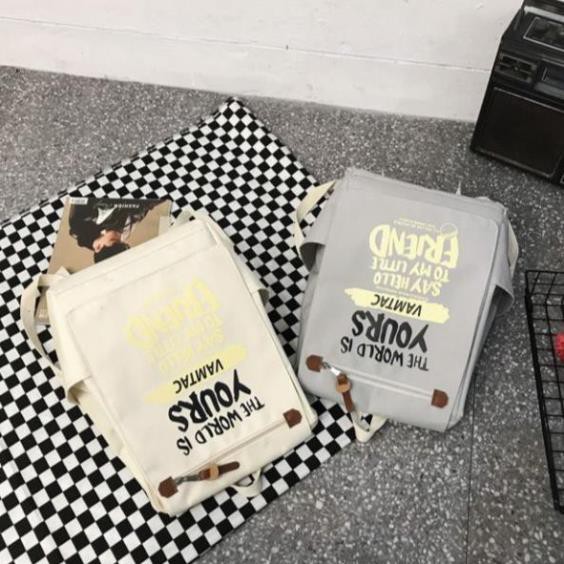 FASHION
THE WORLD IS
YOURS
VAMTAC
SAY HELLO
TO MY LITTLE
FRIEND
THE WORLD IS
YOURS
VAMTAC
SAY HELLO
TO MY LITTLE
FRIEND